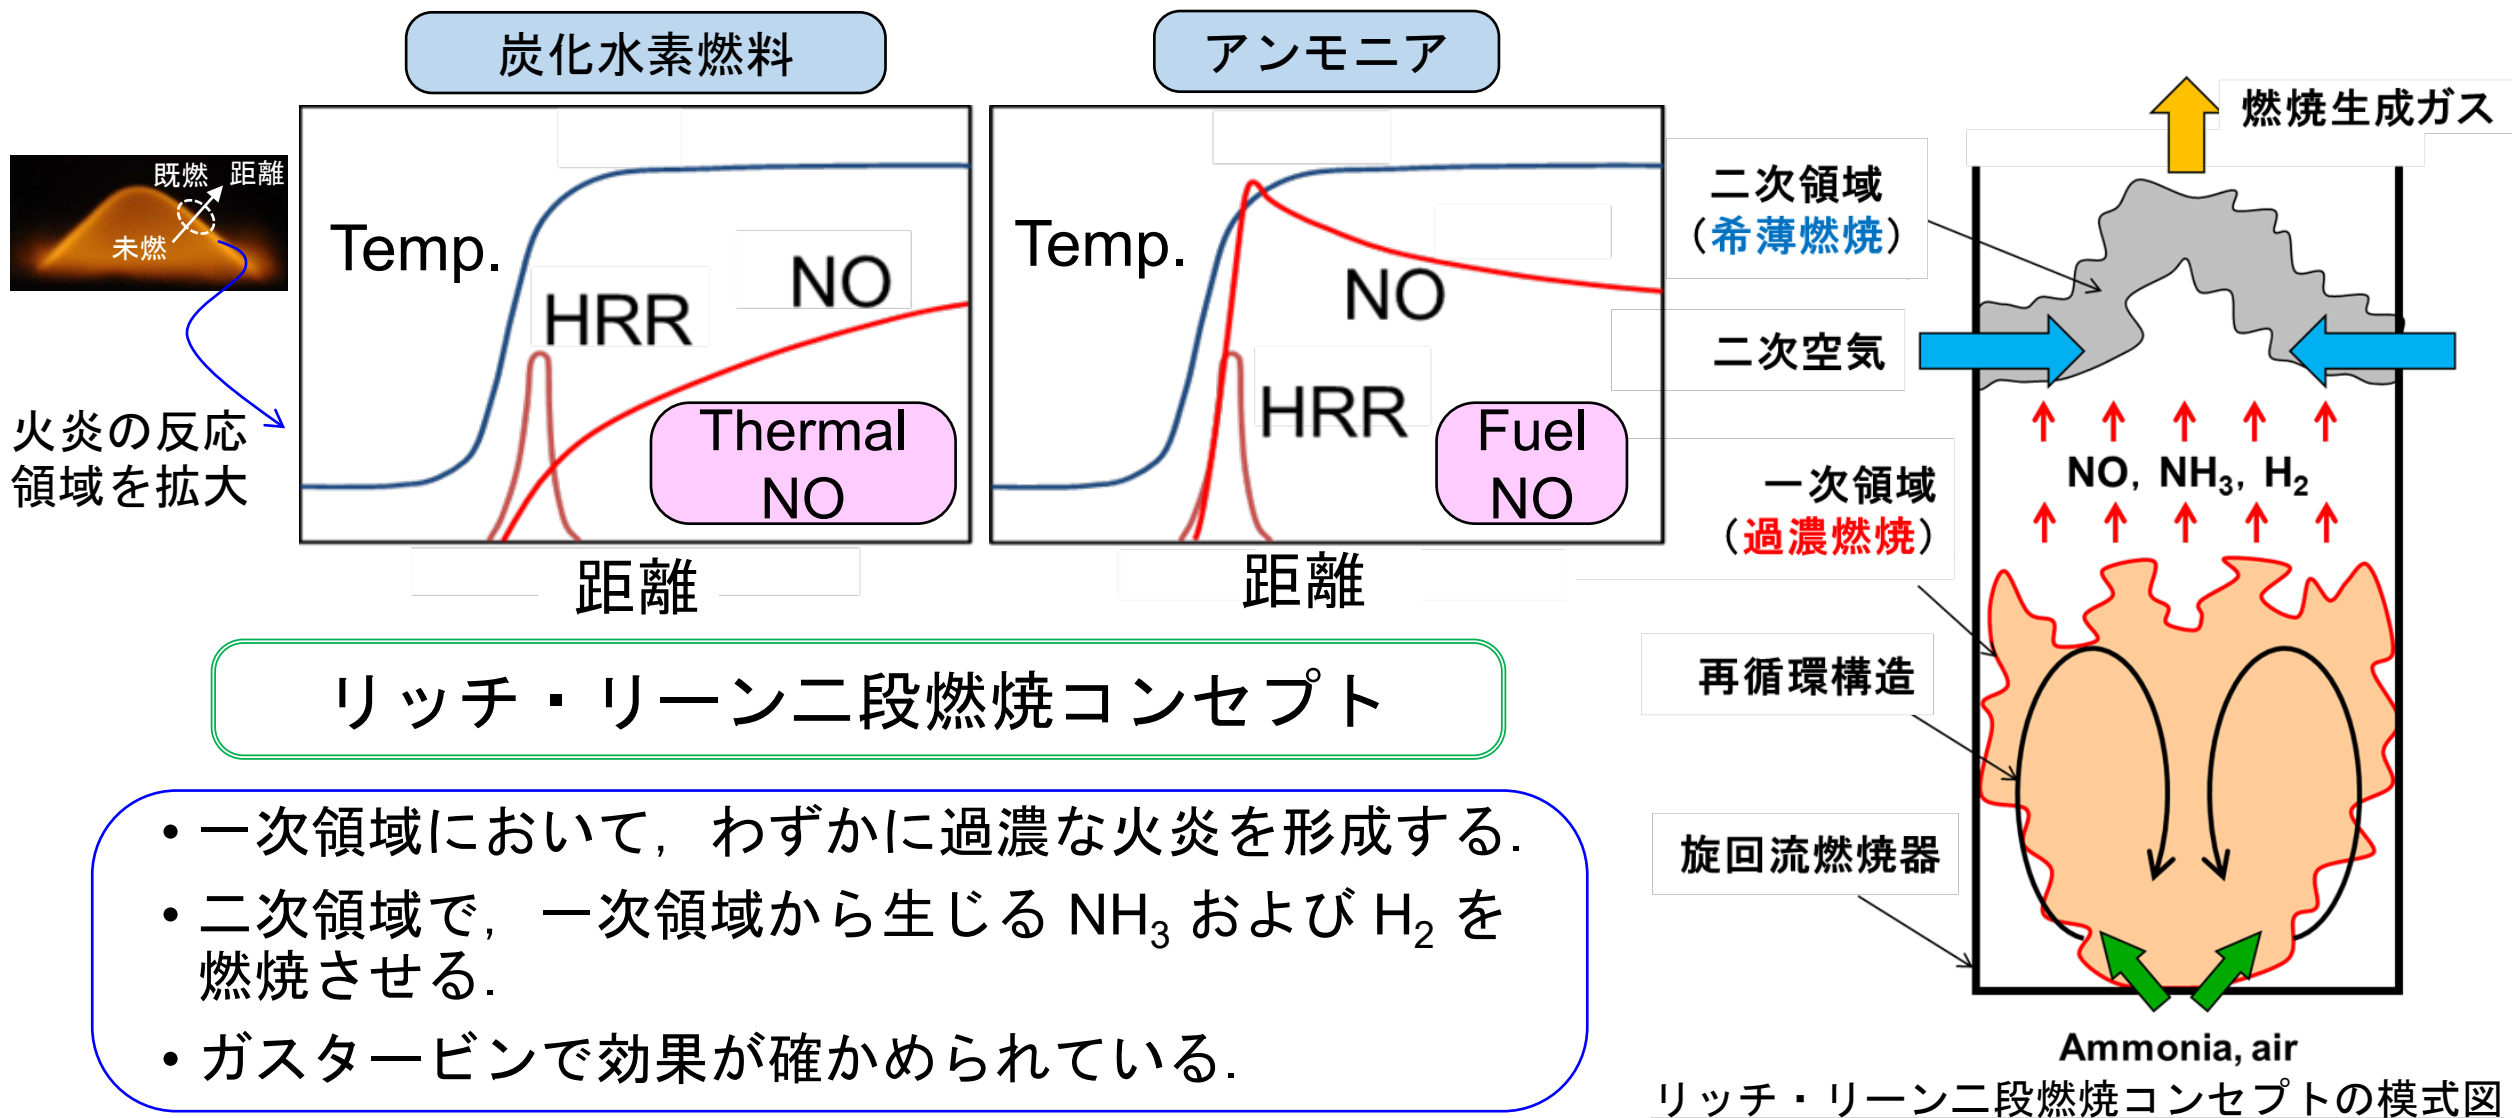 炭化水素燃料
アンモニア
既燃
距離
未燃
火炎の反応
領域を拡大
Temp.
HRR
NO
Thermal
NO
距離
Temp.
NO
HRR
Fuel
NO
距離
リッチ・リーン二段燃焼コンセプト
• 一次領域において, わずかに過濃な火炎を形成する.
• 二次領域で, 一次領域から生じる NH₃ および H₂ を
燃焼させる.
• ガスタービンで効果が確かめられている.
燃焼生成ガス
二次領域
(希薄燃焼)
二次空気
NO, NH₃, H₂
一次領域
(過濃燃焼)
再循環構造
旋回流燃焼器
Ammonia, air
リッチ・リーン二段燃焼コンセプトの模式図